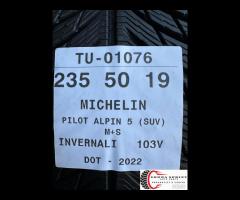 TU-01076
235 50 19
MICHELIN
PILOT ALPIN 5 (SUV)
M+S
INVERNALI 103V
DOT - 2022